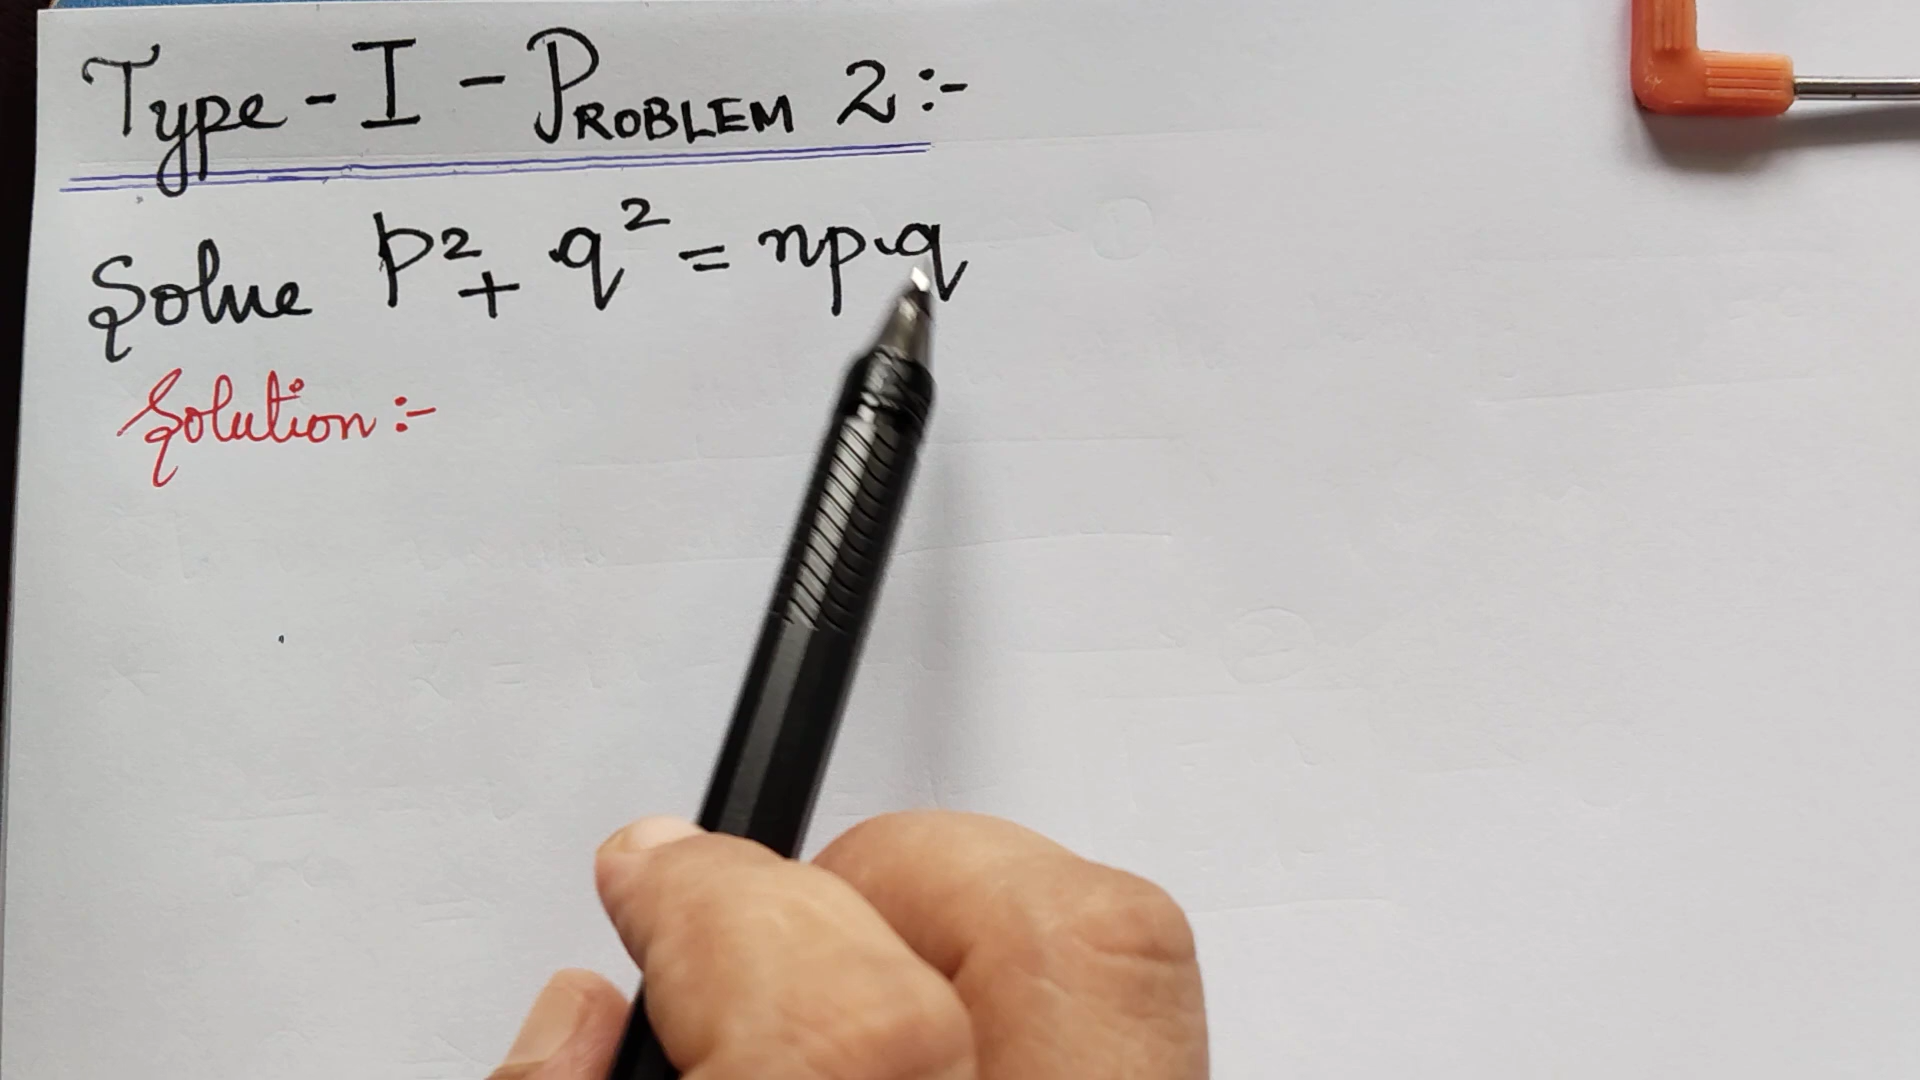 Type - I - PROBLEM 2:-
Solve p² + q² = npq
Solution:-